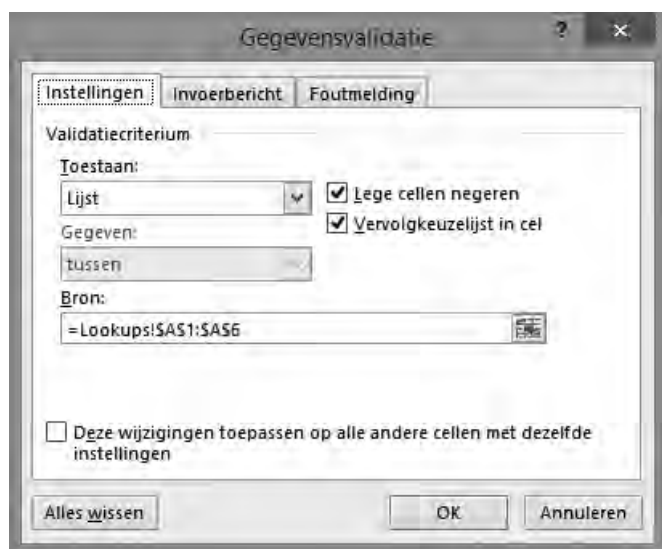 Gegevensvalidatie
?
Instellingen Invoerbericht Foutmelding
Validatiecriterium
Toestaan:
Lijst
Lege cellen negeren
Vervolgkeuzelijst in cel
Gegeven:
tussen
Bron:
=Lookups!$A$1:$A$6
Deze wijzigingen toepassen op alle andere cellen met dezelfde
instellingen
Alles wissen OK Annuleren